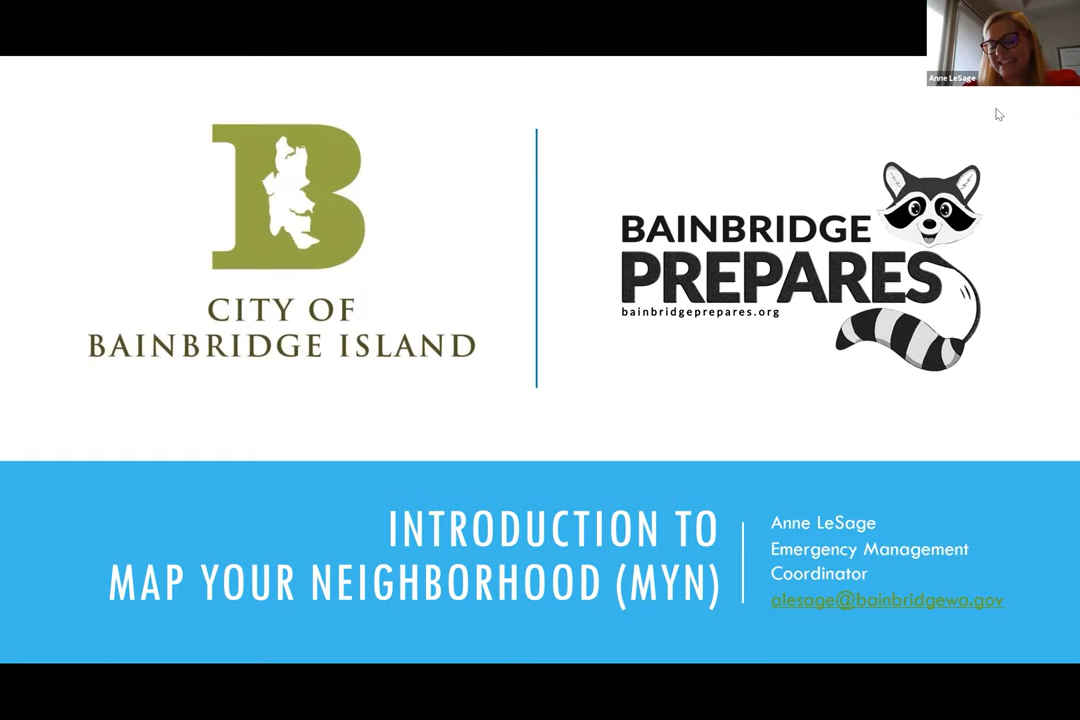 Anne LeSage
B
CITY OF
BAINBRIDGE ISLAND
BAINBRIDGE
PREPARES
bainbridgeprepares.org
INTRODUCTION TO
MAP YOUR NEIGHBORHOOD (MYN)
Anne LeSage
Emergency Management
Coordinator
alesage@bainbridgewa.gov